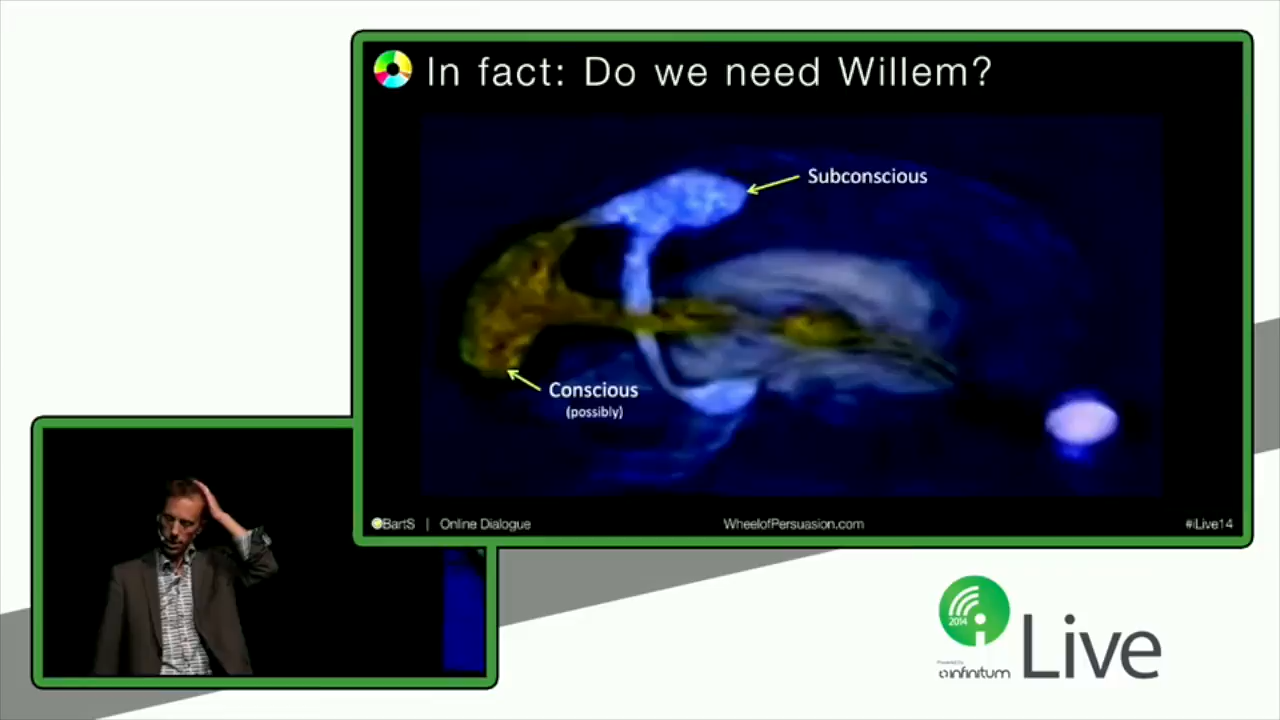 In fact: Do we need Willem?
Subconscious
Conscious
(possibly)
BartS | Online Dialogue
WheelofPersuasion.com
#iLive14
2014
i Live
Powered by
infinitum